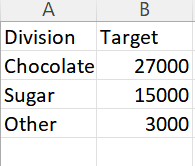 A B
Division Target
Chocolate 27000
Sugar 15000
Other 3000